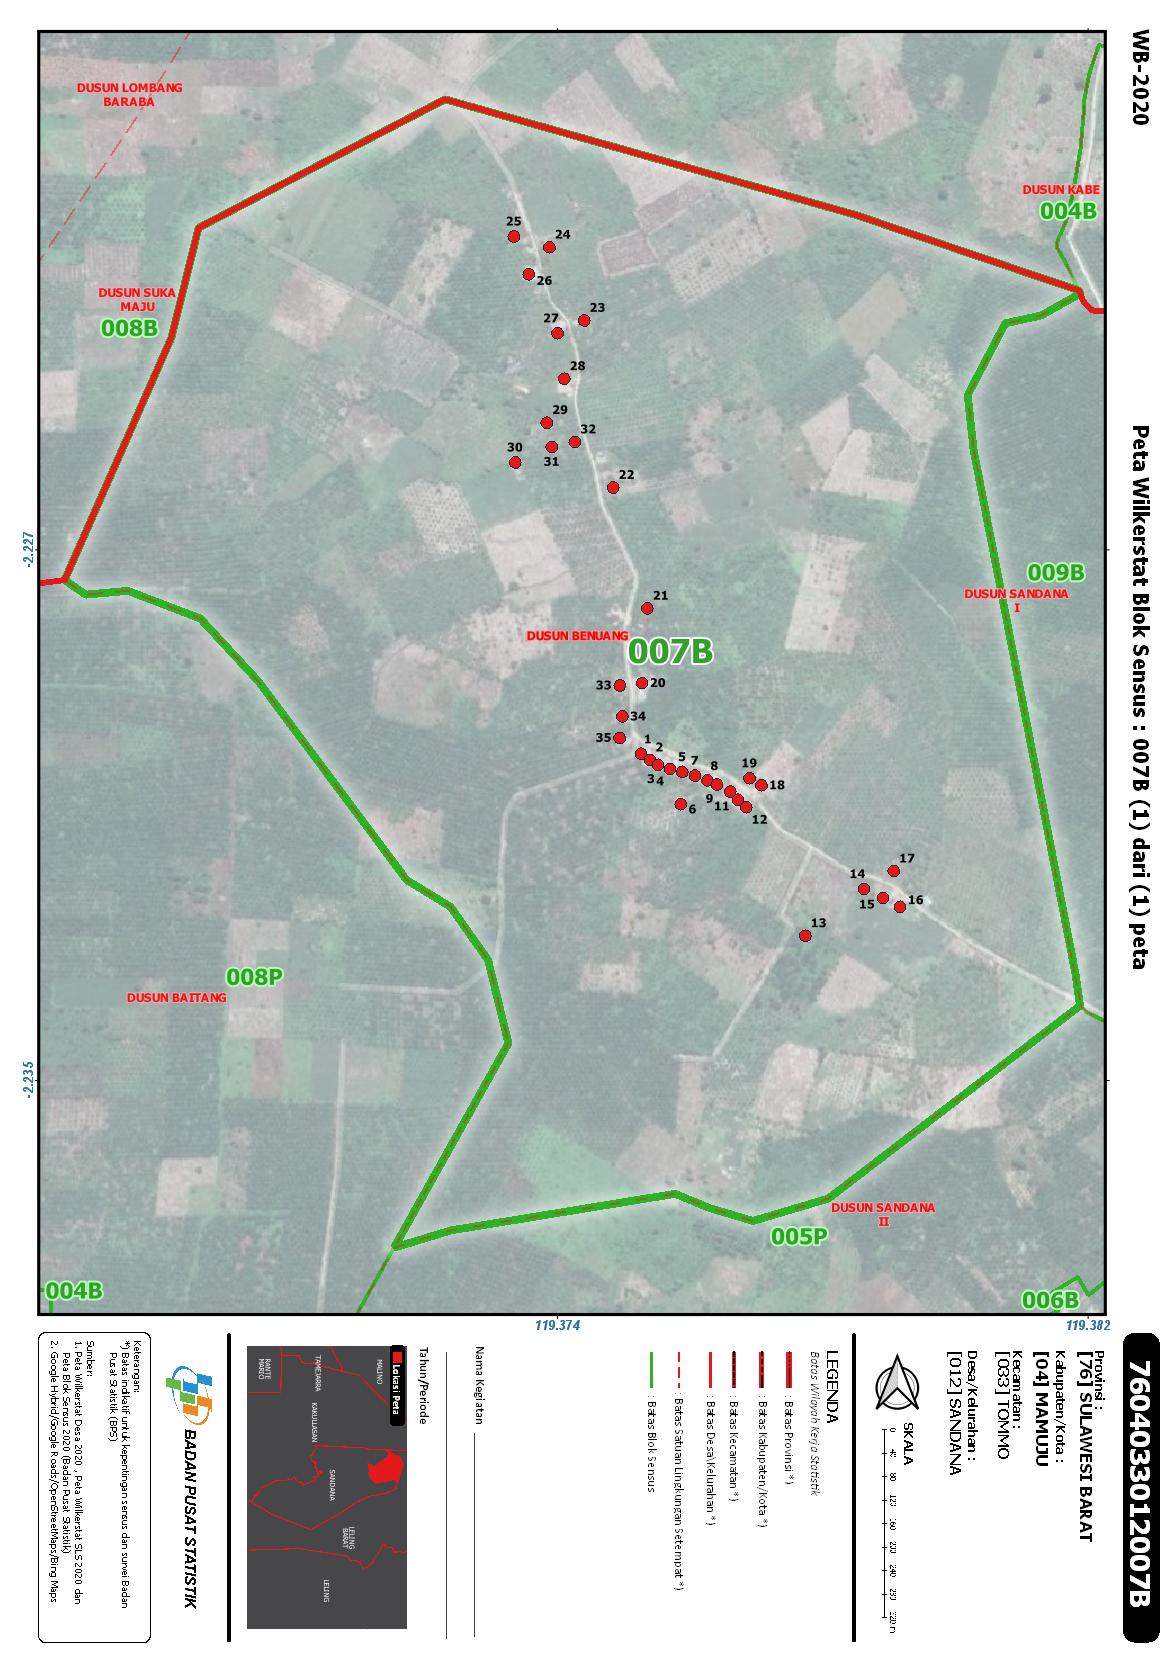 WB-2020
Peta Wilkerstat Blok Sensus : 007B (1) dari (1) peta
DUSUN LOMBANG
BARABA
DUSUN KABE
004B
25
24
26
DUSUN SUKA
MAJU
008B
23
27
28
29
32
30
31
22
-2.227
009B
DUSUN SANDANA
I
21
DUSUN BENUANG
007B
33
20
34
35
1
2
3
4
5
7
8
6
9
11
12
19
18
17
14
15
16
13
008P
DUSUN BAITANG
-2.235
DUSUN SANDANA
II
005P
004B
006B
119.374
119.382
7604033012007B
Provinsi :
[76] SULAWESI BARAT
Kabupaten/Kota :
[04] MAMUJU
Kecamatan :
[033] TOMMO
Desa/Kelurahan :
[012] SANDANA
SKALA
0 40 80 120 160 200 240 280 320 m
LEGENDA
Batas Wilayah Kerja Statistik
: Batas Provinsi *)
: Batas Kabupaten/Kota *)
: Batas Kecamatan *)
: Batas Desa\Kelurahan *)
: Batas Satuan Lingkungan Setempat *)
: Batas Blok Sensus
Nama Kegiatan
Tahun/Periode
Lokasi Peta
MALINO
TAMEJARRA
KAKULLASAN
RANTE
MARIO
SANDANA
LELING
BARAT
LELING
BADAN PUSAT STATISTIK
Keterangan:
*) Batas indikatif untuk kepentingan sensus dan survei Badan
Pusat Statistik (BPS)
Sumber:
1. Peta Wilkerstat Desa 2020 , Peta Wilkerstat SLS 2020 dan
Peta Blok Sensus 2020 (Badan Pusat Statistik)
2. Google Hybrid/Google Roads/OpenStreetMaps/Bing Maps